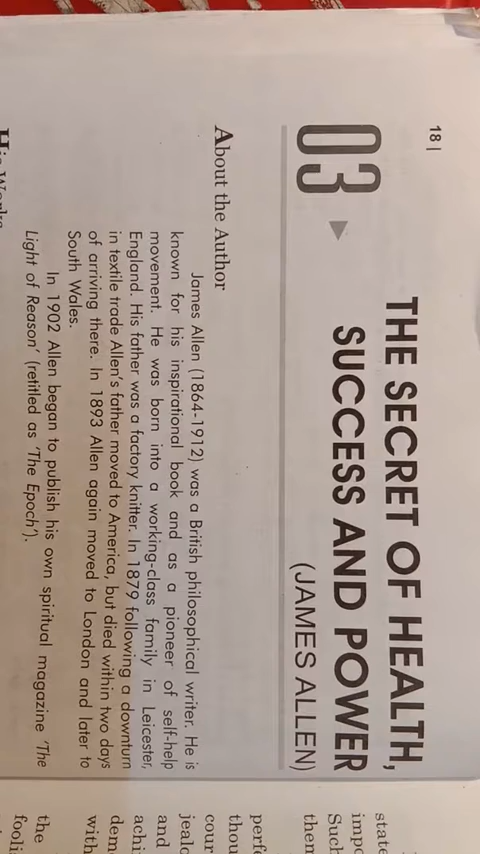 18 |
03
THE SECRET OF HEALTH,
SUCCESS AND POWER
(JAMES ALLEN)
About the Author
James Allen (1864-1912) was a British philosophical writer. He is
known for his inspirational book and as a pioneer of self-help
movement. He was born into a working-class family in Leicester,
England. His father was a factory knitter. In 1879 following a downturn
in textile trade Allen's father moved to America, but died within two days
of arriving there. In 1893 Allen again moved to London and later to
South Wales.
In 1902 Allen began to publish his own spiritual magazine 'The
Light of Reason' (retitled as 'The Epoch').
His Works
state
impo
Such
them
perfe
thou
cour
jealo
and
achi
dem
with
the
fooli